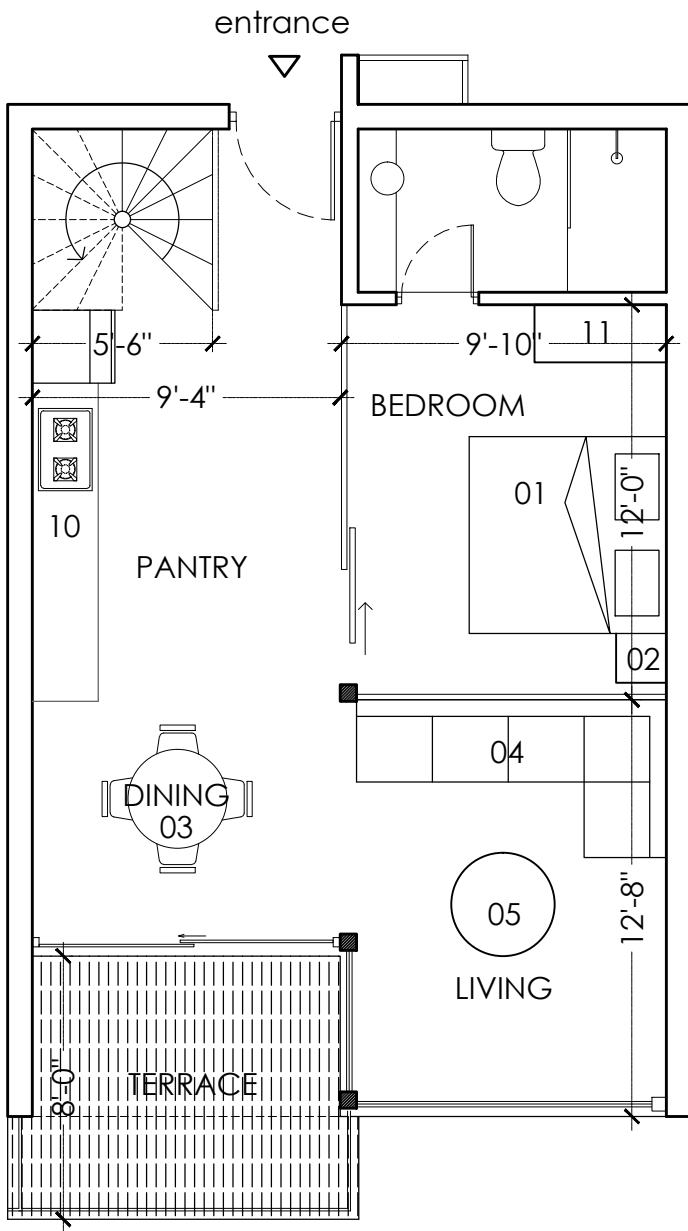 entrance
5'-6"
9'-10"
11
9'-4"
BEDROOM
01
12'-0"
10
PANTRY
02
04
DINING
03
05
12'-8"
LIVING
TERRACE
8'-0"